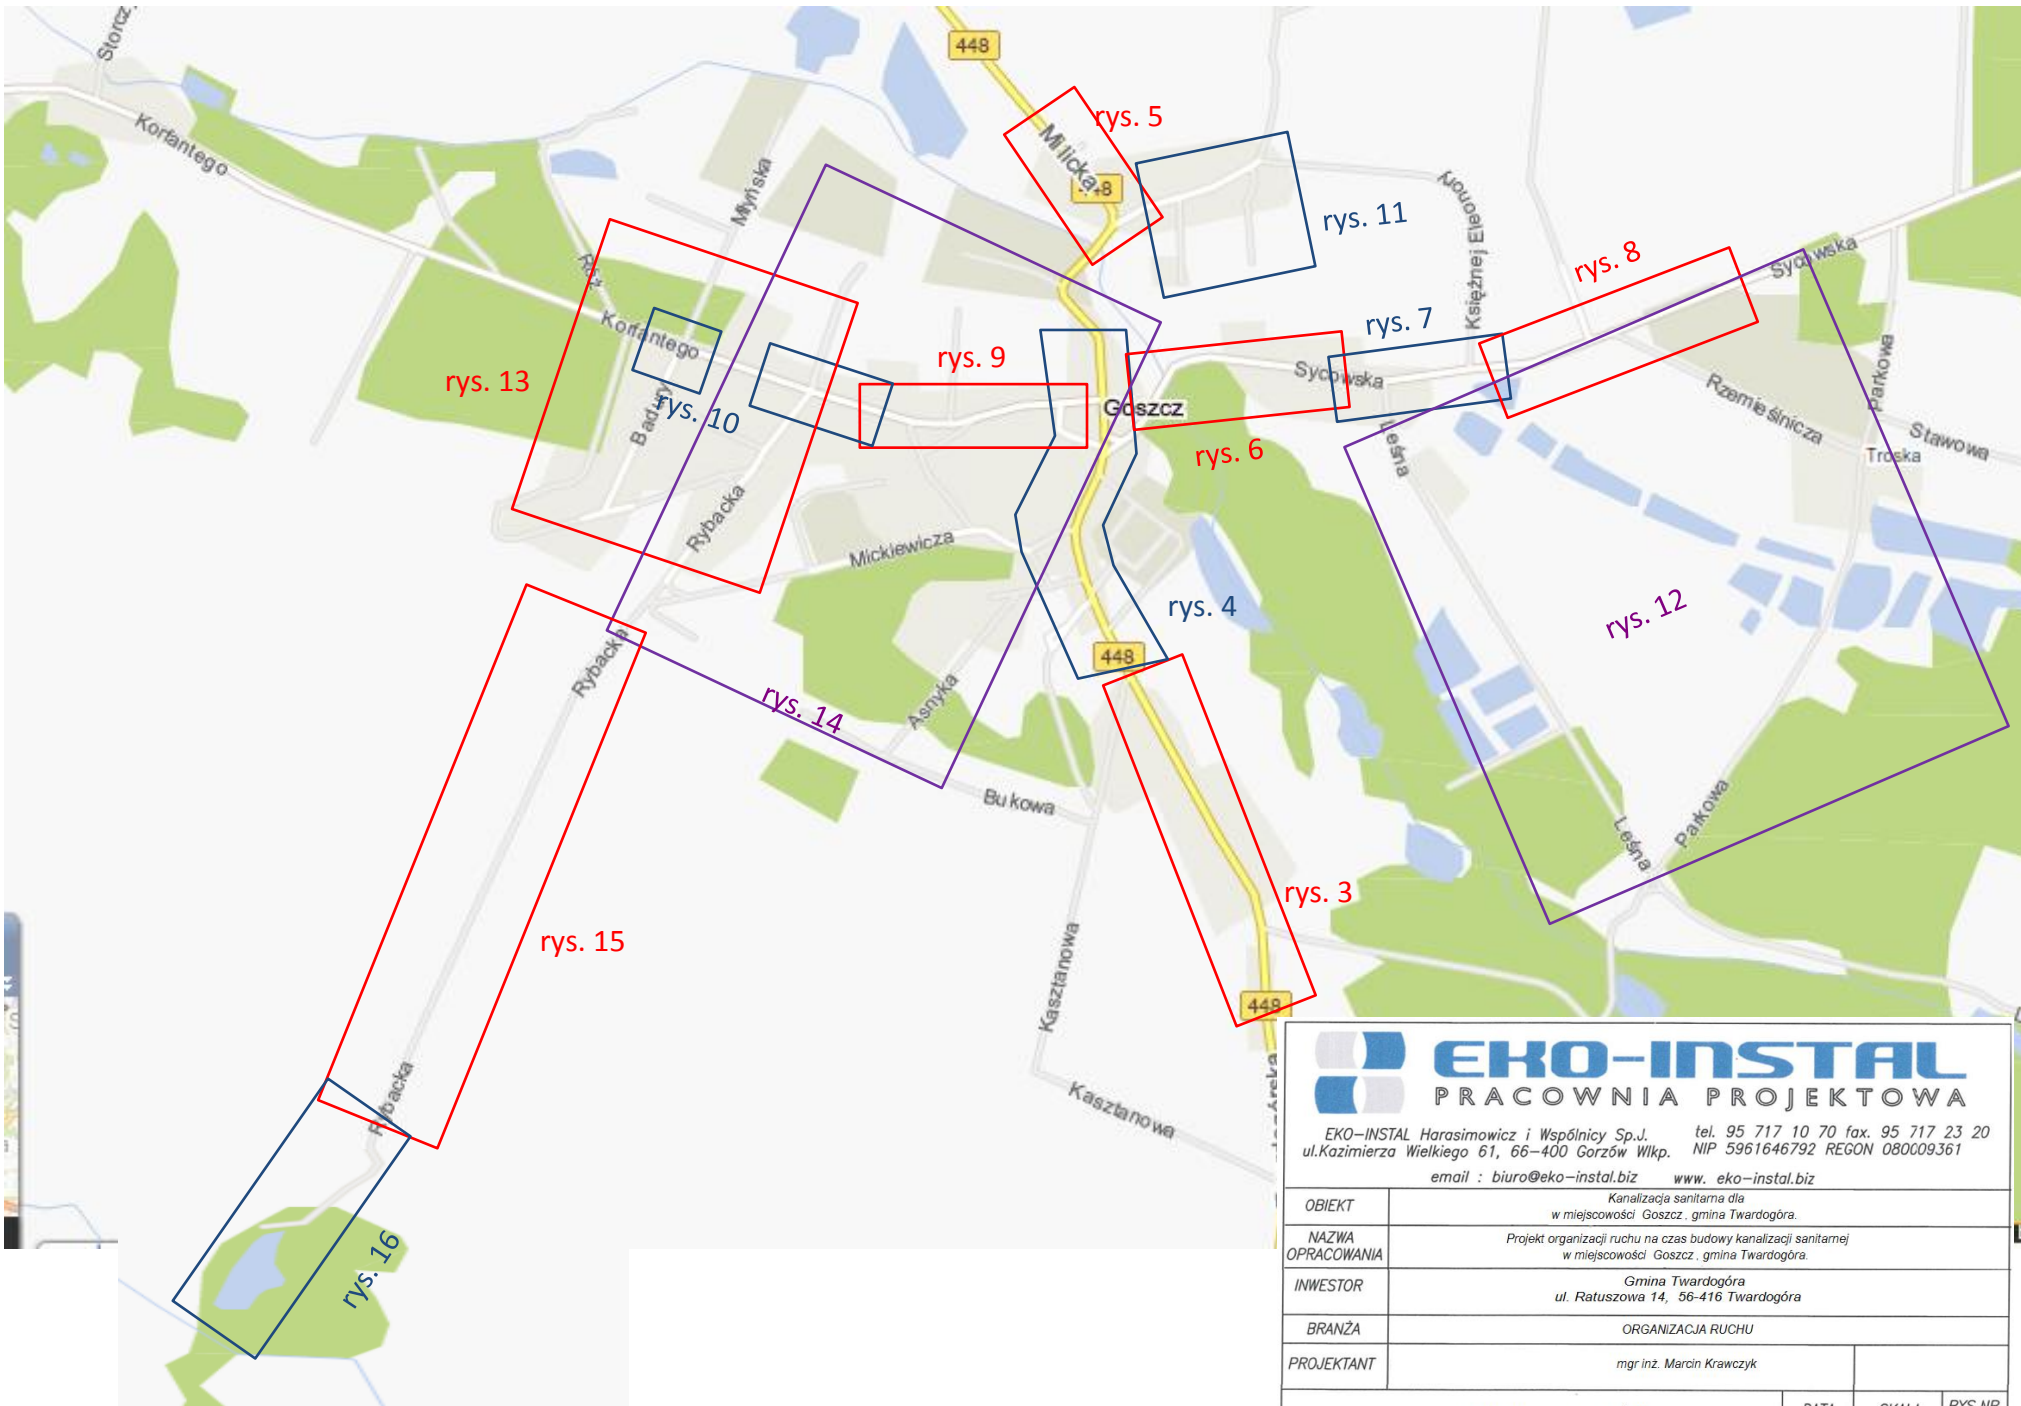 Storcz
448
Korfantego
rys. 5
Milicka
448
Młyńska
rys. 11
Księżnej Eleonory
rys. 8
Sycowska
Róż
Korfantego
rys. 7
rys. 9
rys. 13
Sycowska
Parkowa
Rzemieślnicza
Goszcz
Badury
rys. 10
rys. 6
Leśna
Stawowa
Troska
Rybacka
Mickiewicza
rys. 4
rys. 12
448
Rybacka
Asnyka
rys. 14
Bukowa
Parkowa
Leśna
rys. 3
rys. 15
Kasztanowa
448
Rybacka
Kasztanowa
rys. 16
EKO-INSTAL
PRACOWNIA PROJEKTOWA
EKO-INSTAL Harasimowicz i Wspólnicy Sp.J. tel. 95 717 10 70 fax. 95 717 23 20
ul.Kazimierza Wielkiego 61, 66-400 Gorzów Wlkp. NIP 5961646792 REGON 080009361
email : biuro@eko-instal.biz www. eko-instal.biz
OBIEKT Kanalizacja sanitarna dla
w miejscowości Goszcz , gmina Twardogóra.
NAZWA OPRACOWANIA Projekt organizacji ruchu na czas budowy kanalizacji sanitarnej
w miejscowości Goszcz , gmina Twardogóra.
INWESTOR Gmina Twardogóra
ul. Ratuszowa 14, 56-416 Twardogóra
BRANŻA ORGANIZACJA RUCHU
PROJEKTANT mgr inż. Marcin Krawczyk
DATA SKALA RYS.NR